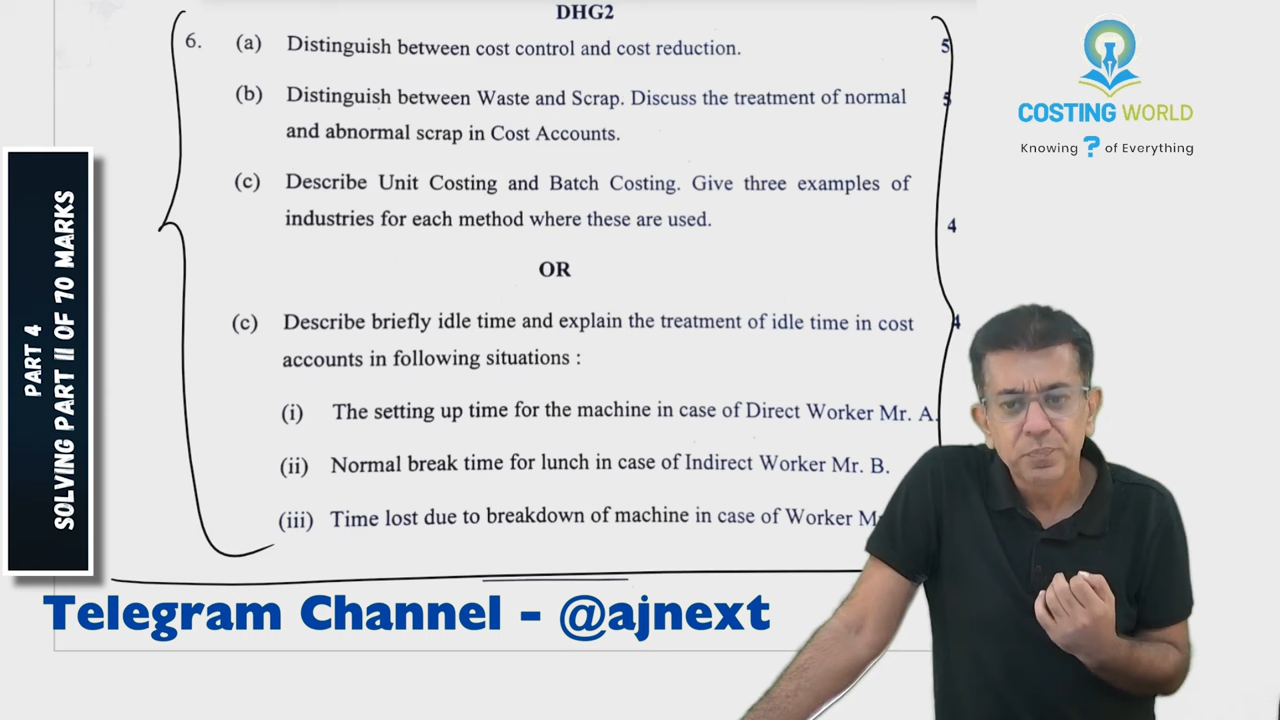 DHG2
6. (a) Distinguish between cost control and cost reduction. 5
(b) Distinguish between Waste and Scrap. Discuss the treatment of normal 5
and abnormal scrap in Cost Accounts.
(c) Describe Unit Costing and Batch Costing. Give three examples of
industries for each method where these are used. 4
OR
(c) Describe briefly idle time and explain the treatment of idle time in cost 4
accounts in following situations :
(i) The setting up time for the machine in case of Direct Worker Mr. A.
(ii) Normal break time for lunch in case of Indirect Worker Mr. B.
(iii) Time lost due to breakdown of machine in case of Worker
COSTING WORLD
Knowing ? of Everything
PART 4
SOLVING PART II OF 70 MARKS
Telegram Channel - @ajnext